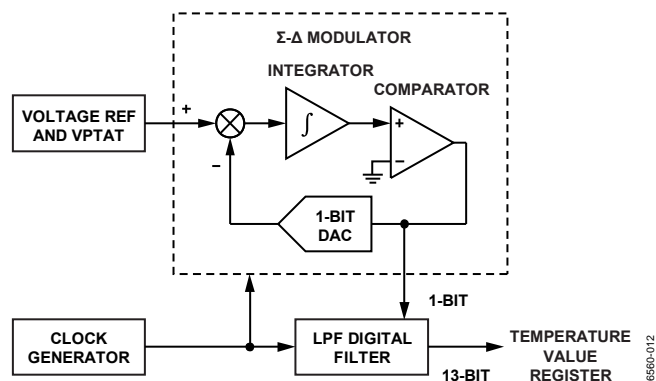 Σ-Δ MODULATOR
INTEGRATOR
COMPARATOR
VOLTAGE REF
AND VPTAT
+
−
∫
+
−
1-BIT
DAC
1-BIT
CLOCK
GENERATOR
LPF DIGITAL
FILTER
13-BIT
TEMPERATURE
VALUE
REGISTER
6560-012